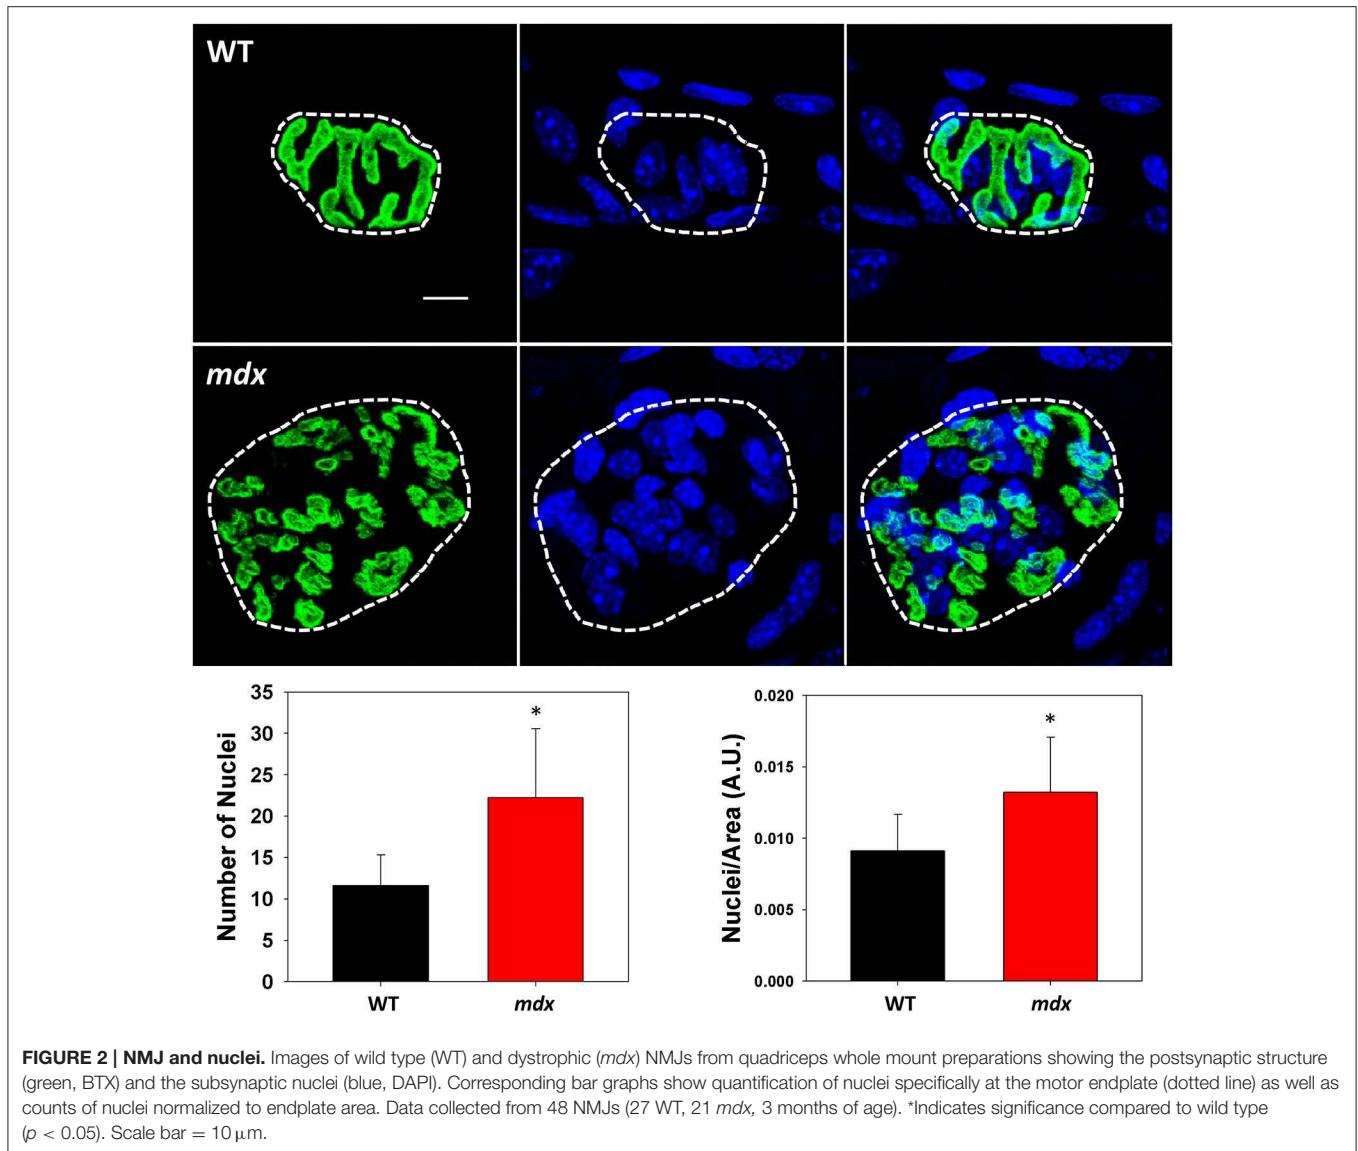 WT
mdx
35
30
25
20
15
10
5
0
Number of Nuclei
*
WT
mdx
0.020
0.015
0.010
0.005
0.000
Nuclei/Area (A.U.)
*
WT
mdx
FIGURE 2 | NMJ and nuclei. Images of wild type (WT) and dystrophic (mdx) NMJs from quadriceps whole mount preparations showing the postsynaptic structure
(green, BTX) and the subsynaptic nuclei (blue, DAPI). Corresponding bar graphs show quantification of nuclei specifically at the motor endplate (dotted line) as well as
counts of nuclei normalized to endplate area. Data collected from 48 NMJs (27 WT, 21 mdx, 3 months of age). *Indicates significance compared to wild type
(p < 0.05). Scale bar = 10 μm.